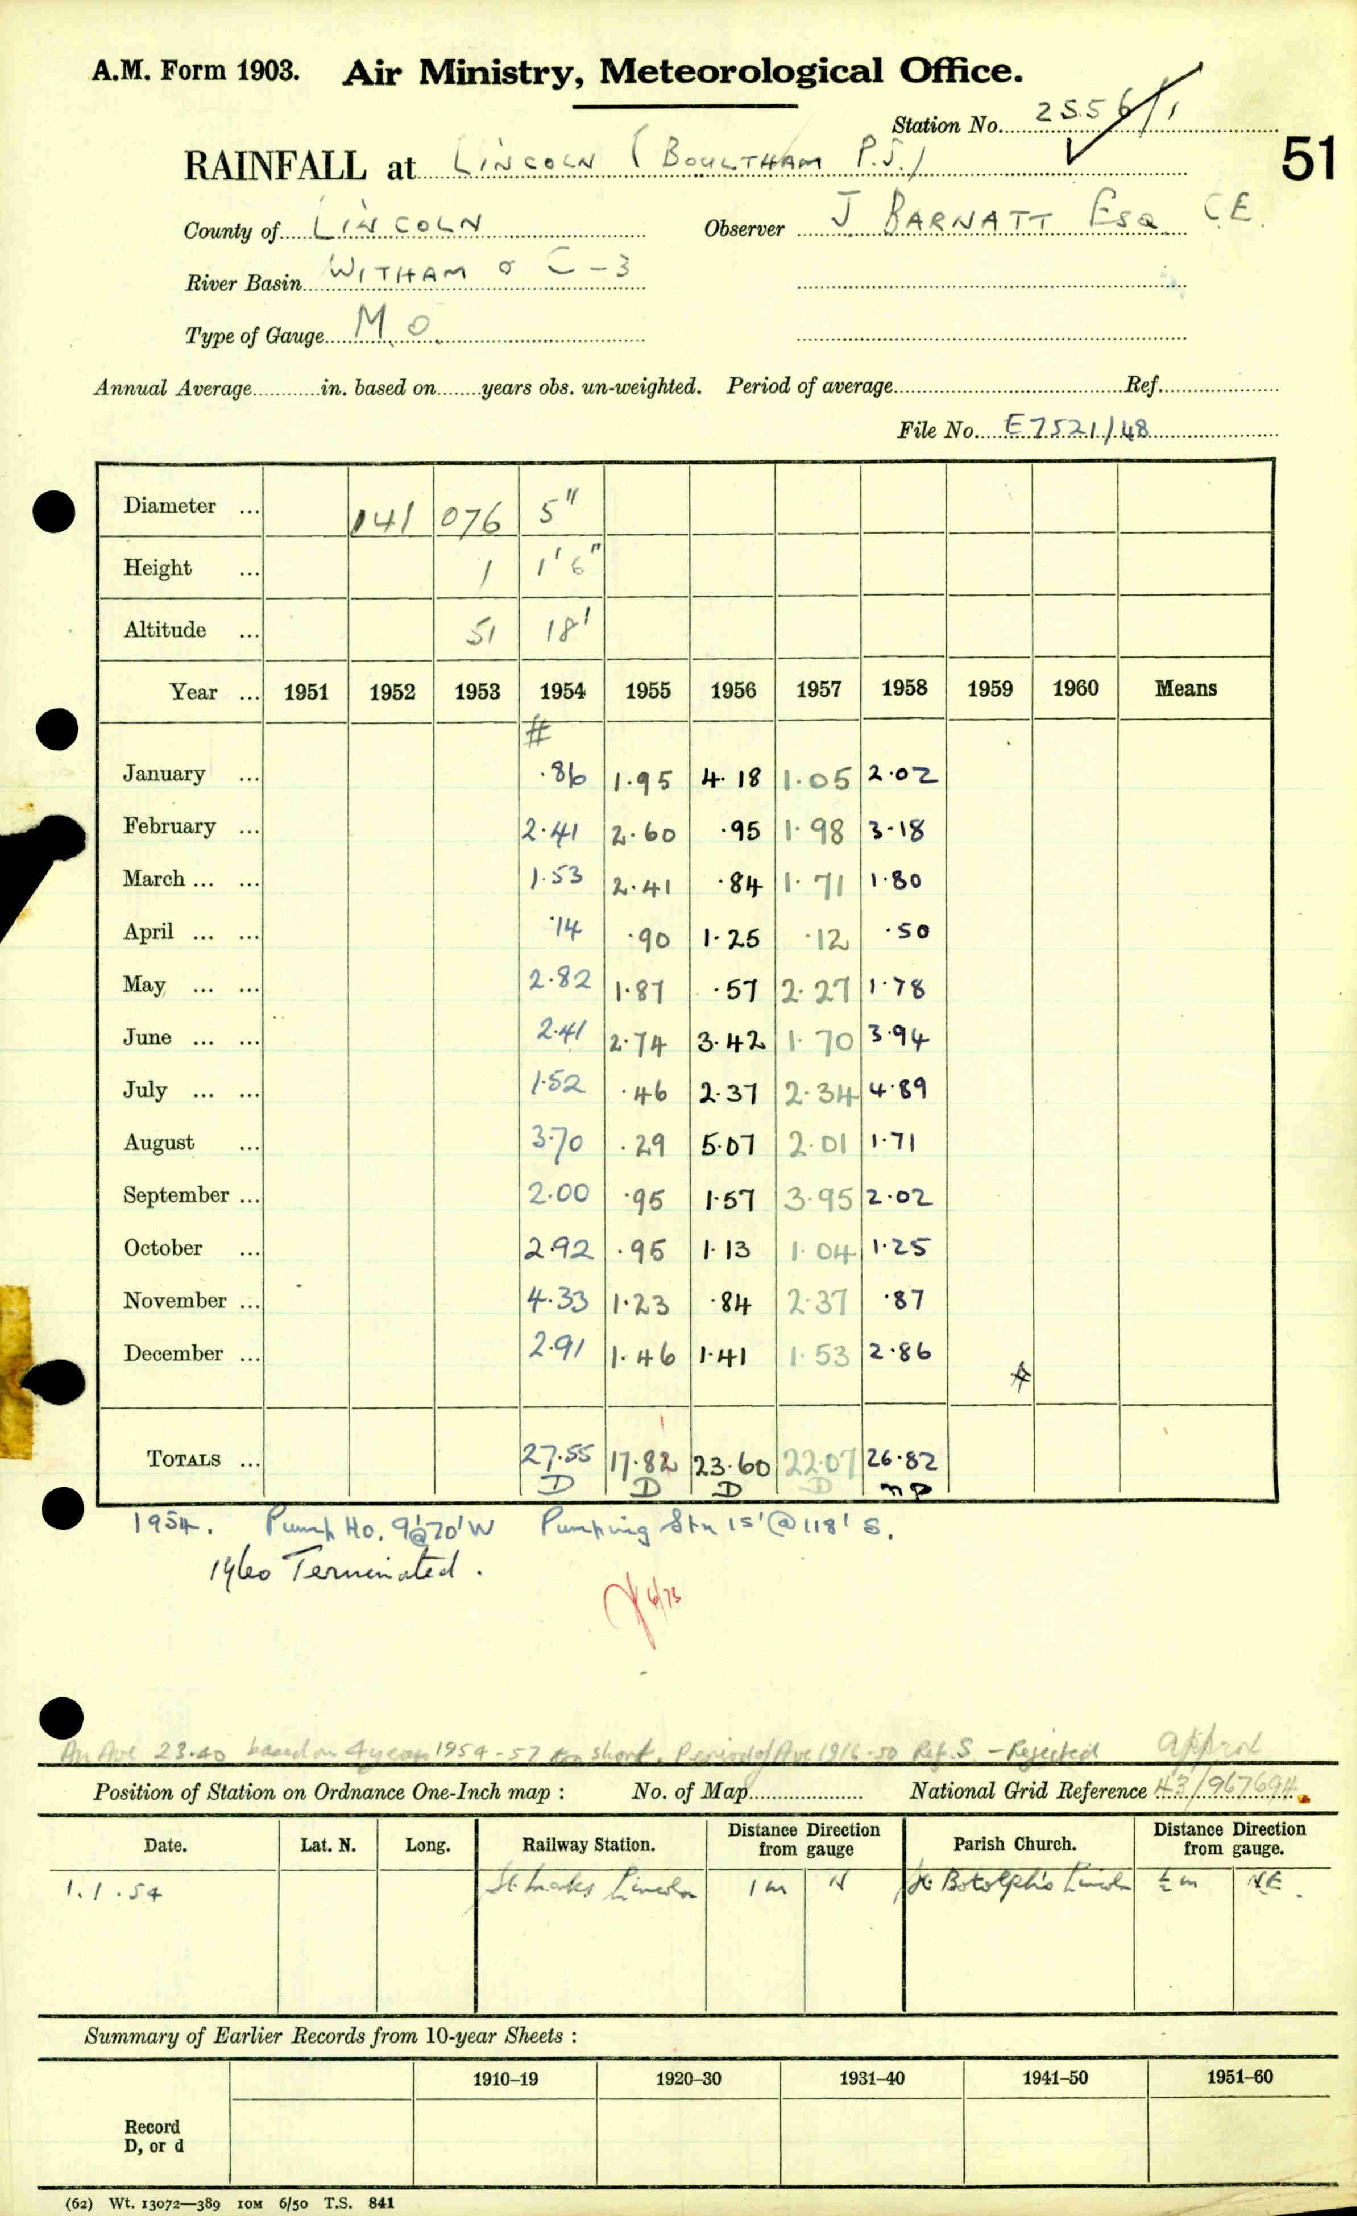 A.M. Form 1903. Air Ministry, Meteorological Office.
Station No. 2556/1
51
RAINFALL at LINCOLN (BOULTHAM P.S.)
County of LINCOLN Observer J BARNATT ESQ C.E.
River Basin WITHAM C-3
Type of Gauge M.O.
Annual Average in. based on years obs. un-weighted. Period of average Ref.
File No. E7521/48
Diameter ... 141 076 5"
Height ... 1 1'6"
Altitude ... 51 18'
Year ... 1951 1952 1953 1954 1955 1956 1957 1958 1959 1960 Means
#
January ... .86 1.95 4.18 1.05 2.02
February ... 2.41 2.60 .95 1.98 3.18
March ... ... 1.53 2.41 .84 1.71 1.80
April ... ... .14 .90 1.25 .12 .50
May ... ... 2.82 1.87 .57 2.27 1.78
June ... ... 2.41 2.74 3.42 1.70 3.94
July ... ... 1.52 .46 2.37 2.34 4.89
August ... 3.70 .29 5.07 2.01 1.71
September ... 2.00 .95 1.57 3.95 2.02
October ... 2.92 .96 1.13 1.04 1.25
November ... 4.33 1.23 .84 2.37 .87
December ... 2.91 1.46 1.41 1.53 2.86
#
TOTALS ... 27.55 17.82 23.60 22.07 26.82
D D D D
1954. Pump Ho. 9'@70'W Pumping Stn 15'@118' S.
1960 Terminated.
6/73
An Ave 23.40 based on 4 years 1954-57 too short. Period of Ave 1916-50 Ref. S - Rejected approx
Position of Station on Ordnance One-Inch map : No. of Map National Grid Reference 43/967694
Date. Lat. N. Long. Railway Station. Distance from Direction gauge Parish Church. Distance from Direction gauge.
1.1.54 St. Marks Lincoln 1 m N St Botolph's Lincoln ½ m NE.
Summary of Earlier Records from 10-year Sheets :
1910–19 1920–30 1931–40 1941–50 1951–60
Record
D, or d
(62) Wt. 13072—389 10M 6/50 T.S. 841